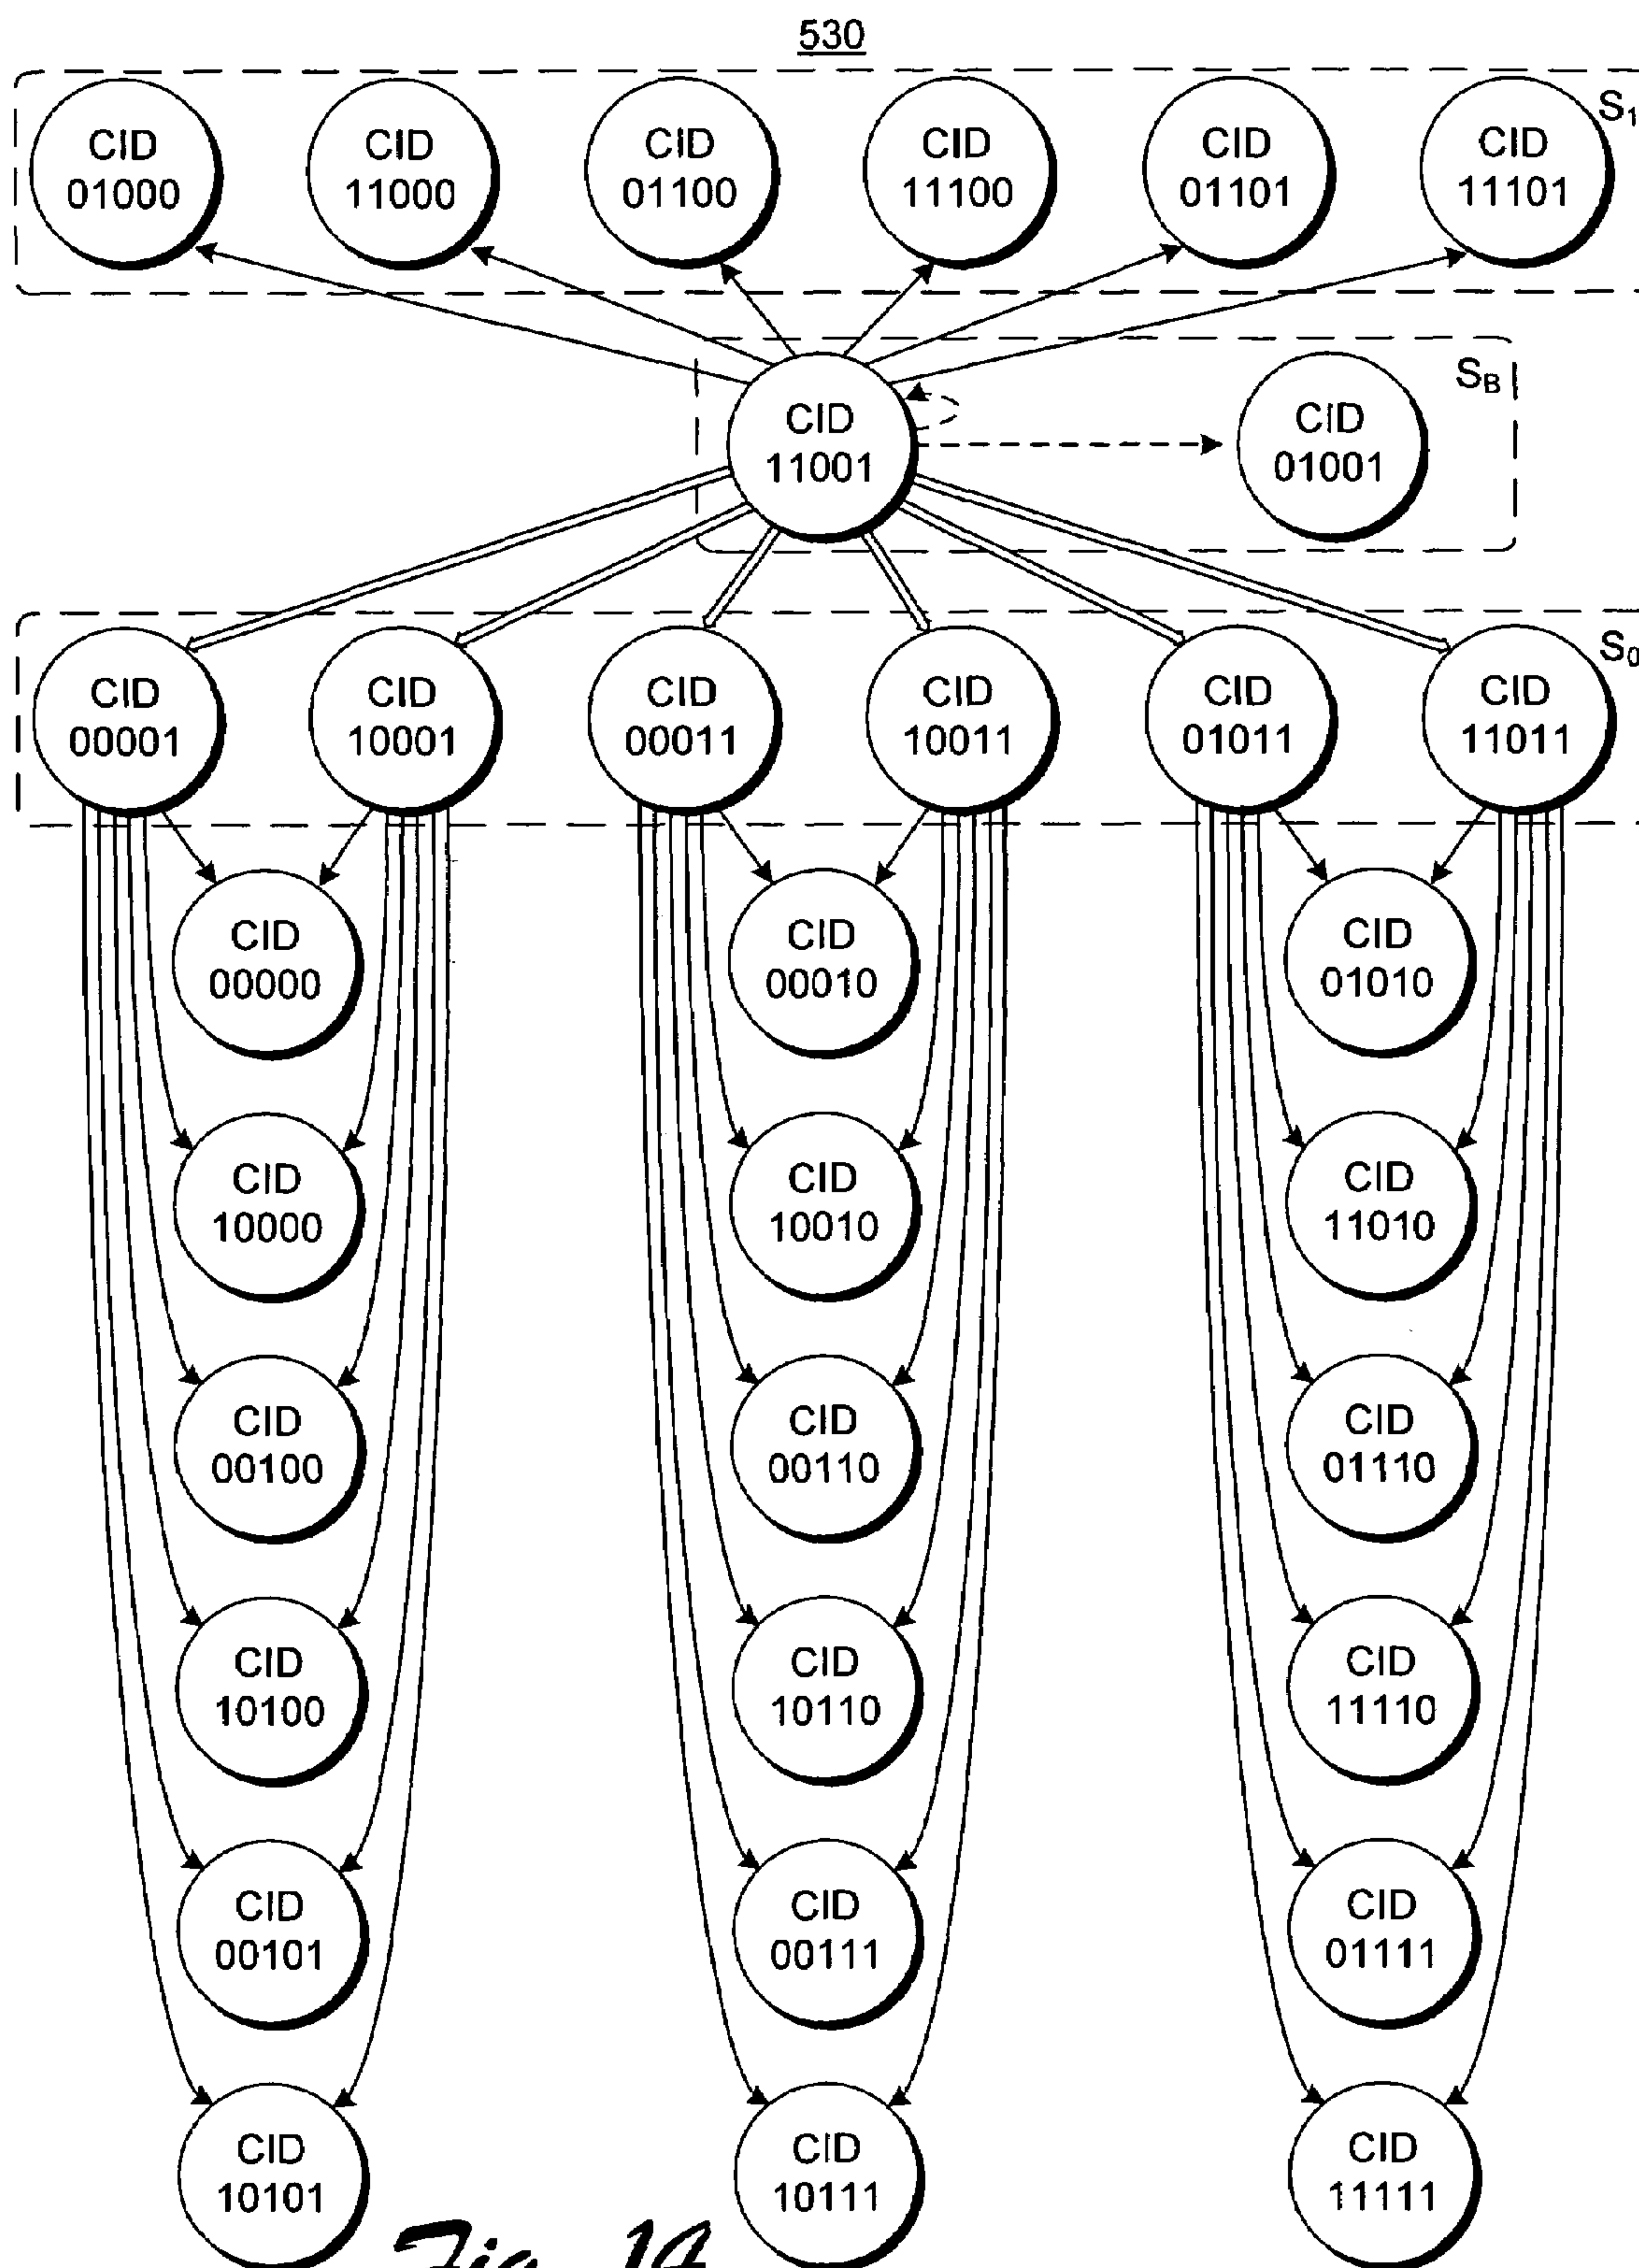 530
CID
01000
CID
11000
CID
01100
CID
11100
CID
01101
CID
11101
S1
CID
11001
CID
01001
SB
CID
00001
CID
10001
CID
00011
CID
10011
CID
01011
CID
11011
S0
CID
00000
CID
00010
CID
01010
CID
10000
CID
10010
CID
11010
CID
00100
CID
00110
CID
01110
CID
10100
CID
10110
CID
11110
CID
00101
CID
00111
CID
01111
CID
10101
CID
10111
CID
11111
Fig. 14